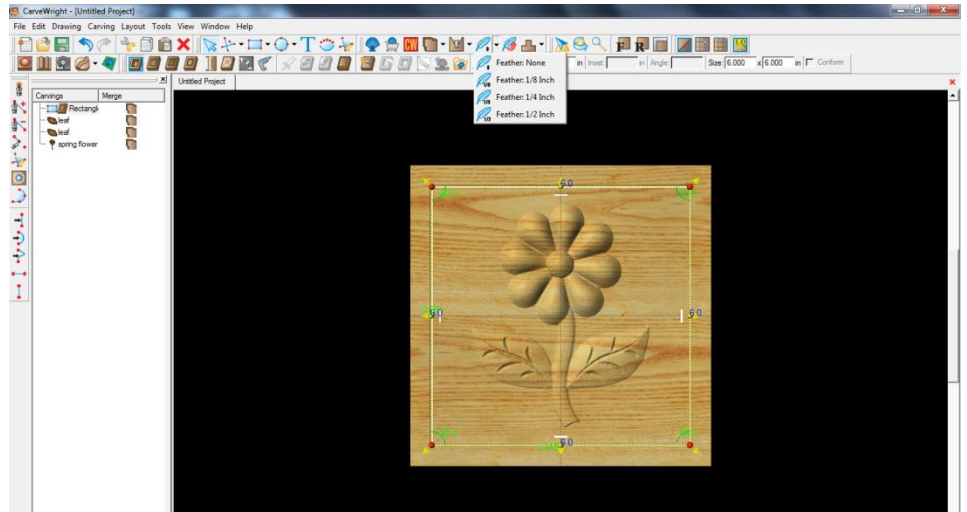 CarveWright - [Untitled Project]
File Edit Drawing Carving Layout Tools View Window Help
Feather: None
in Inset: in Angle: Size: 6.000 x 6.000 in Conform
Feather: 1/8 Inch
Feather: 1/4 Inch
Feather: 1/2 Inch
Untitled Project
Carvings Merge
Rectangl
leaf
leaf
spring flower
6.0
6.0
6.0
6.0